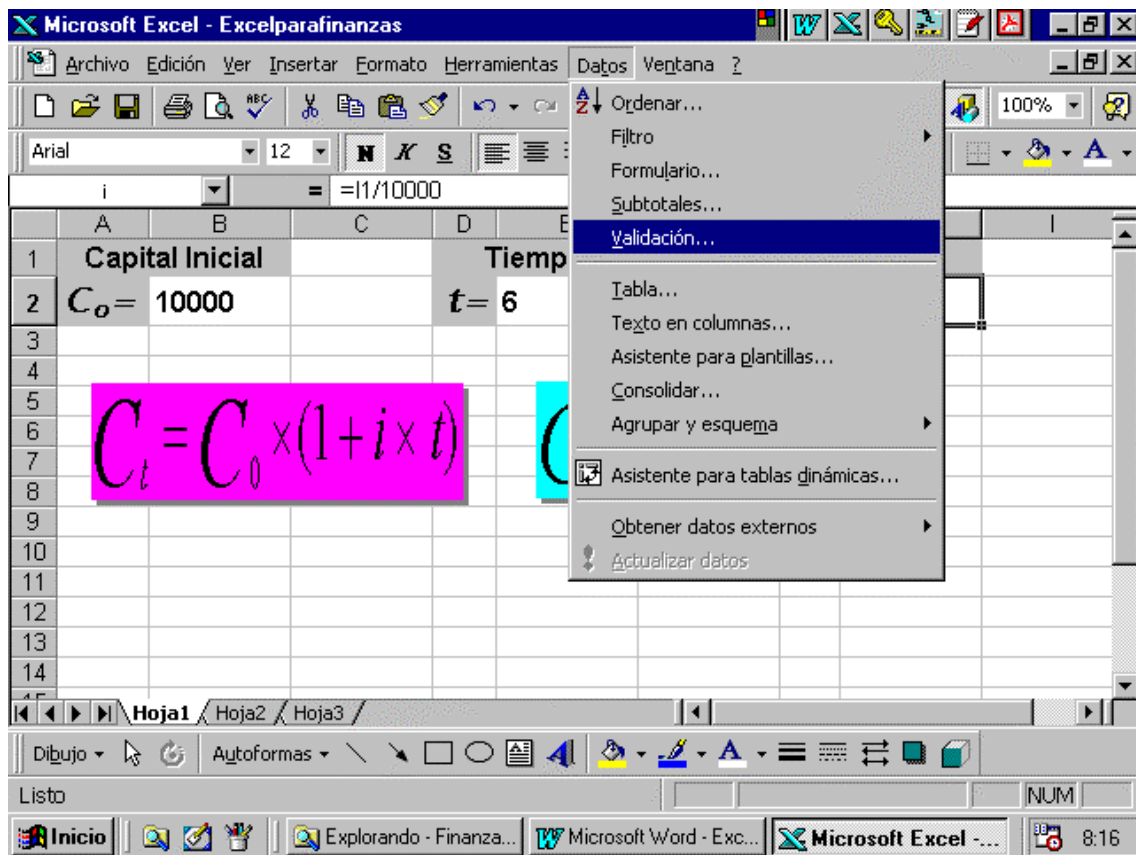 Microsoft Excel - Excelparafinanzas
Archivo Edición Ver Insertar Formato Herramientas Datos Ventana ?
100%
Arial 12 N K S
i = =I1/10000
A B C D E I
1 Capital Inicial Tiemp
2 Co= 10000 t= 6
3
4
5
6
7
8
Ct = C0 ×(1+i× t)
9
10
11
12
13
14
Ordenar...
Filtro
Formulario...
Subtotales...
Validación...
Tabla...
Texto en columnas...
Asistente para plantillas...
Consolidar...
Agrupar y esquema
Asistente para tablas dinámicas...
Obtener datos externos
Actualizar datos
Hoja1 Hoja2 Hoja3
Dibujo Autoformas
Listo NUM
Inicio Explorando - Finanza... Microsoft Word - Exc... Microsoft Excel -... 8:16